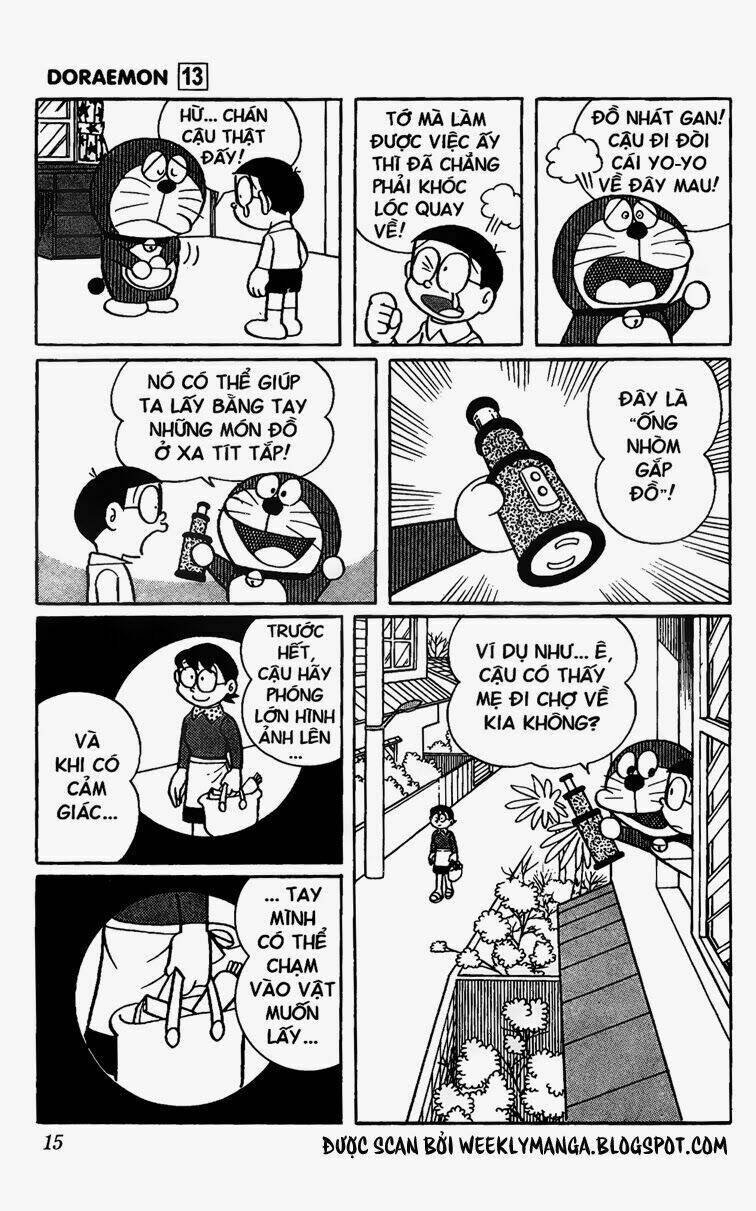 DORAEMON 13
ĐỒ NHÁT GAN!
CẬU ĐI ĐÒI
CÁI YO-YO
VỀ ĐÂY MAU!
TỚ MÀ LÀM
ĐƯỢC VIỆC ẤY
THÌ ĐÃ CHẲNG
PHẢI KHÓC
LÓC QUAY
VỀ!
HỪ... CHÁN
CẬU THẬT
ĐẤY!
ĐÂY LÀ
“ỐNG
NHÒM
GẮP
ĐỒ”!
NÓ CÓ THỂ GIÚP
TA LẤY BẰNG TAY
NHỮNG MÓN ĐỒ
Ở XA TÍT TẮP!
VÍ DỤ NHƯ... Ê,
CẬU CÓ THẤY
MẸ ĐI CHỢ VỀ
KIA KHÔNG?
TRƯỚC
HẾT,
CẬU HÃY
PHÓNG
LỚN HÌNH
ẢNH LÊN
...
VÀ
KHI CÓ
CẢM
GIÁC...
... TAY
MÌNH
CÓ THỂ
CHẠM
VÀO VẬT
MUỐN
LẤY...
15
ĐƯỢC SCAN BỞI WEEKLYMANGA.BLOGSPOT.COM